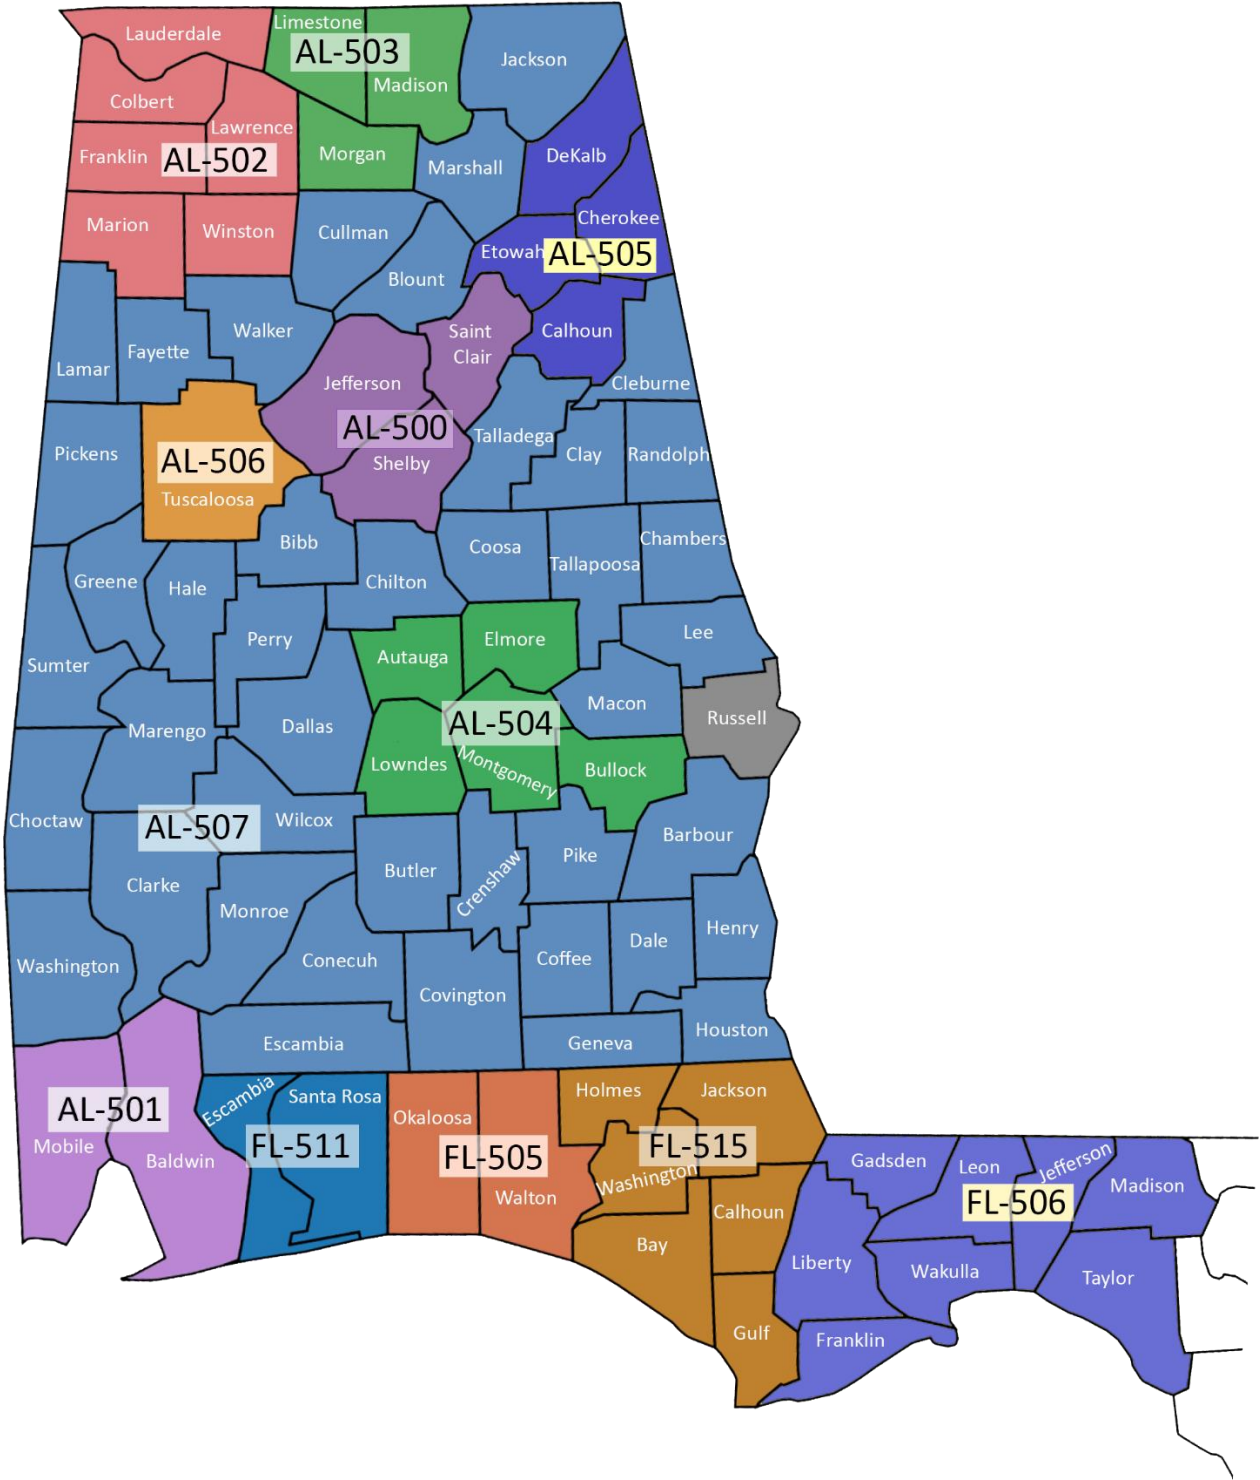 Lauderdale
Limestone
AL-503
Jackson
Madison
Colbert
Lawrence
Franklin
AL-502
Morgan
Marshall
DeKalb
Marion
Winston
Cullman
Cherokee
Etowah
AL-505
Blount
Walker
Saint
Clair
Calhoun
Fayette
Lamar
Jefferson
Cleburne
AL-500
Talladega
Pickens
AL-506
Shelby
Clay
Randolph
Tuscaloosa
Bibb
Coosa
Chambers
Tallapoosa
Greene
Hale
Chilton
Perry
Elmore
Lee
Autauga
Sumter
Macon
Russell
Dallas
AL-504
Marengo
Lowndes
Montgomery
Bullock
Choctaw
AL-507
Wilcox
Barbour
Pike
Butler
Crenshaw
Clarke
Monroe
Henry
Dale
Conecuh
Coffee
Washington
Covington
Escambia
Geneva
Houston
Escambia
Santa Rosa
Holmes
Jackson
AL-501
Okaloosa
Mobile
Baldwin
FL-511
FL-505
FL-515
Gadsden
Leon
Jefferson
Madison
Washington
Walton
FL-506
Calhoun
Bay
Liberty
Wakulla
Taylor
Gulf
Franklin